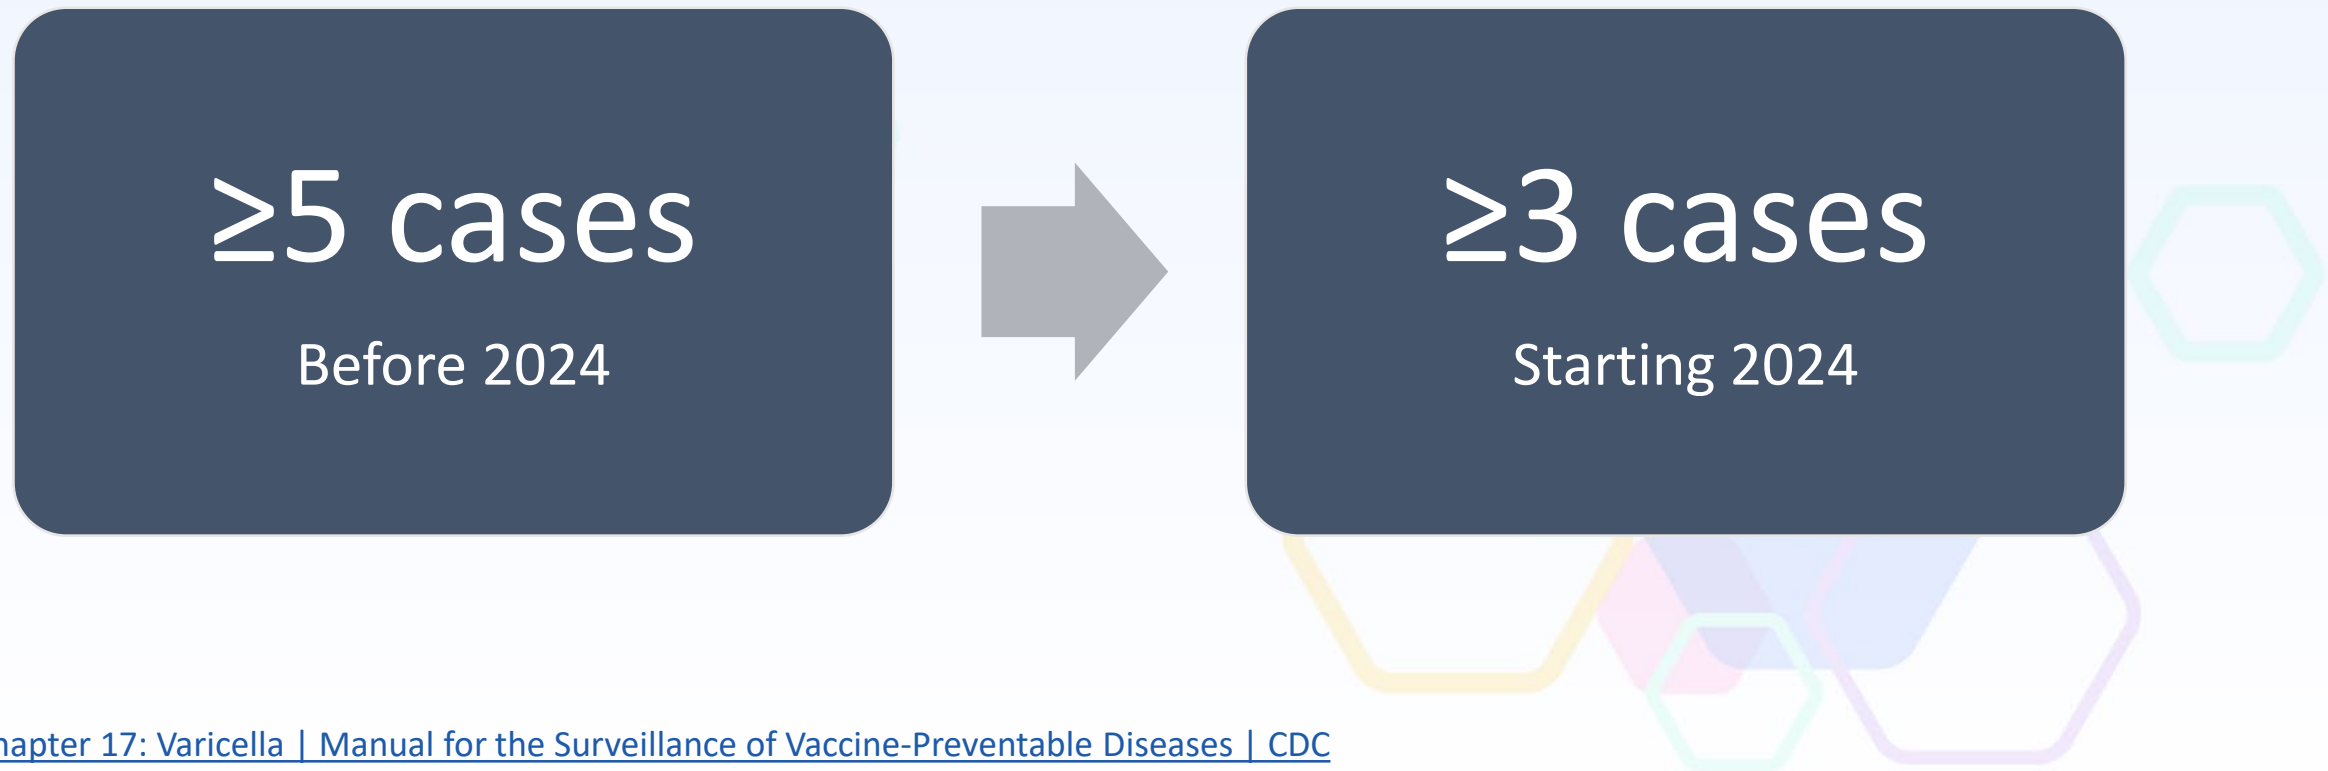 ≥5 cases
Before 2024
≥3 cases
Starting 2024
hapter 17: Varicella | Manual for the Surveillance of Vaccine-Preventable Diseases | CDC